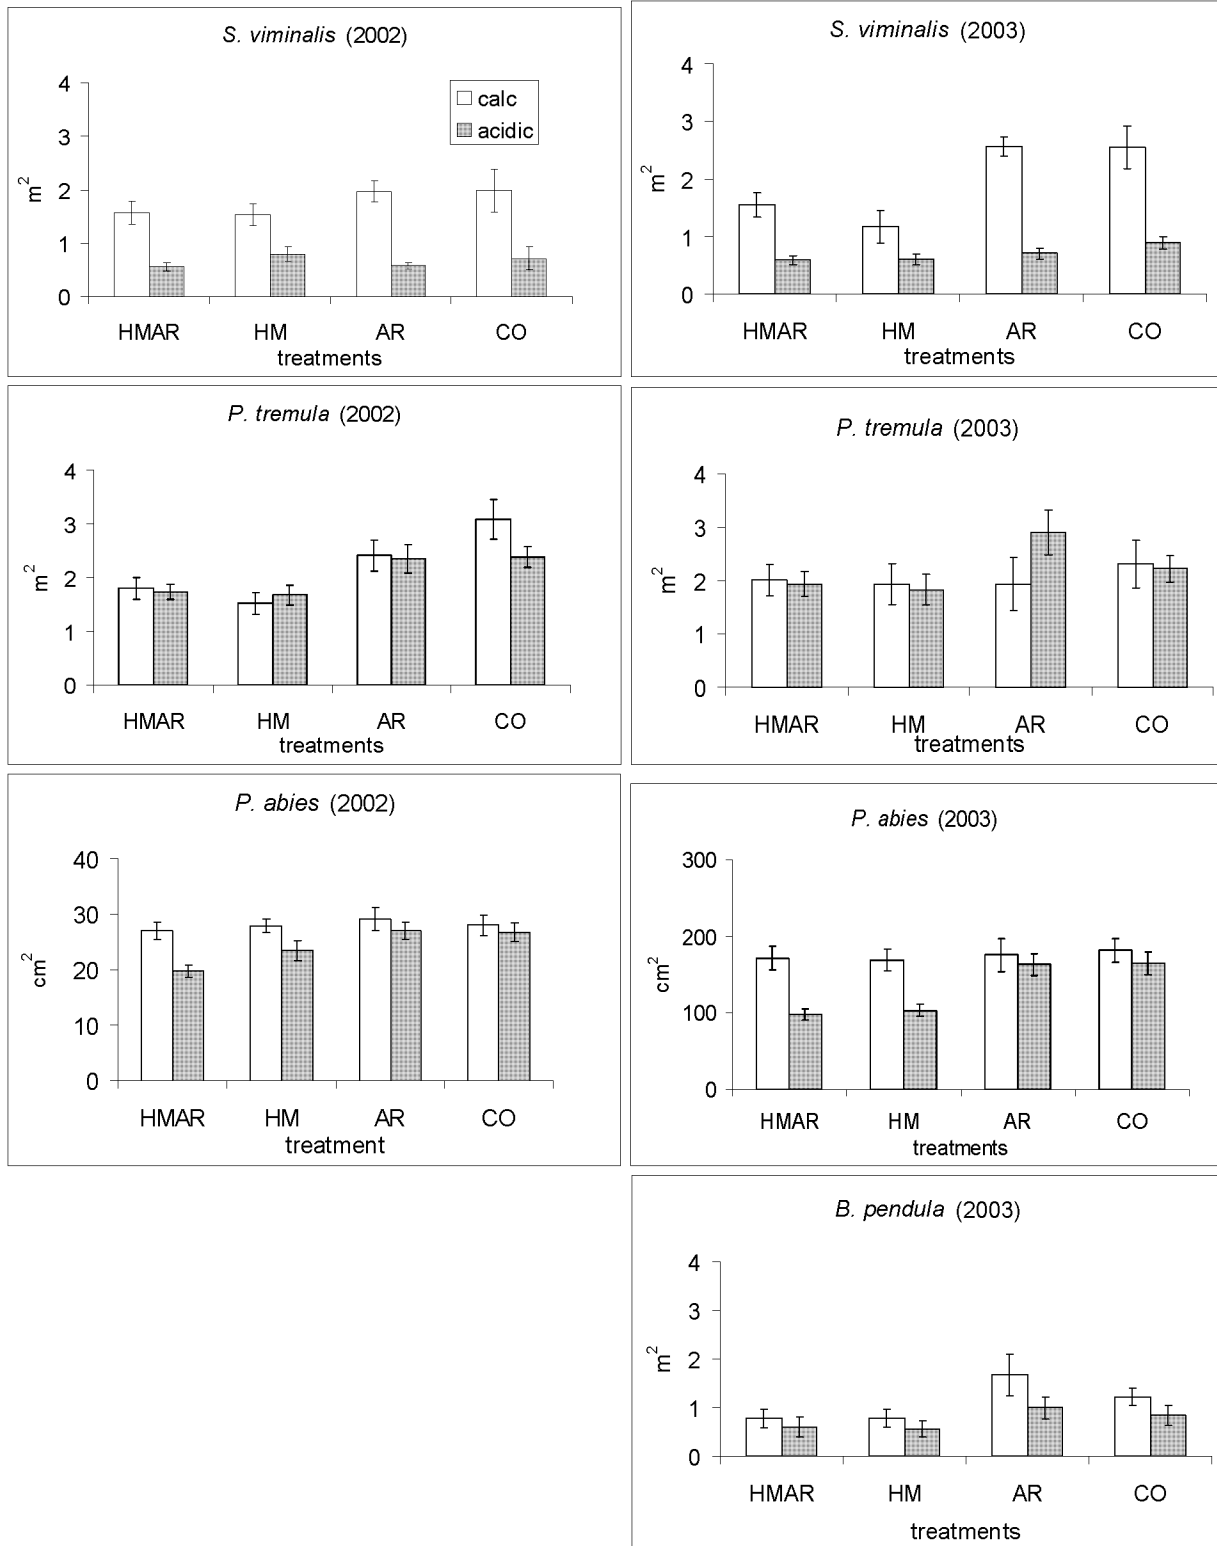 S. viminalis (2002)
4
3
2
1
0
m²
calc
acidic
HMAR HM AR CO
treatments
S. viminalis (2003)
4
3
2
1
0
m²
HMAR HM AR CO
treatments
P. tremula (2002)
4
3
2
1
0
m²
HMAR HM AR CO
treatments
P. tremula (2003)
4
3
2
1
0
m²
HMAR HM AR CO
treatments
P. abies (2002)
40
30
20
10
0
cm²
HMAR HM AR CO
treatment
P. abies (2003)
300
200
100
0
cm²
HMAR HM AR CO
treatments
B. pendula (2003)
4
3
2
1
0
m²
HMAR HM AR CO
treatments